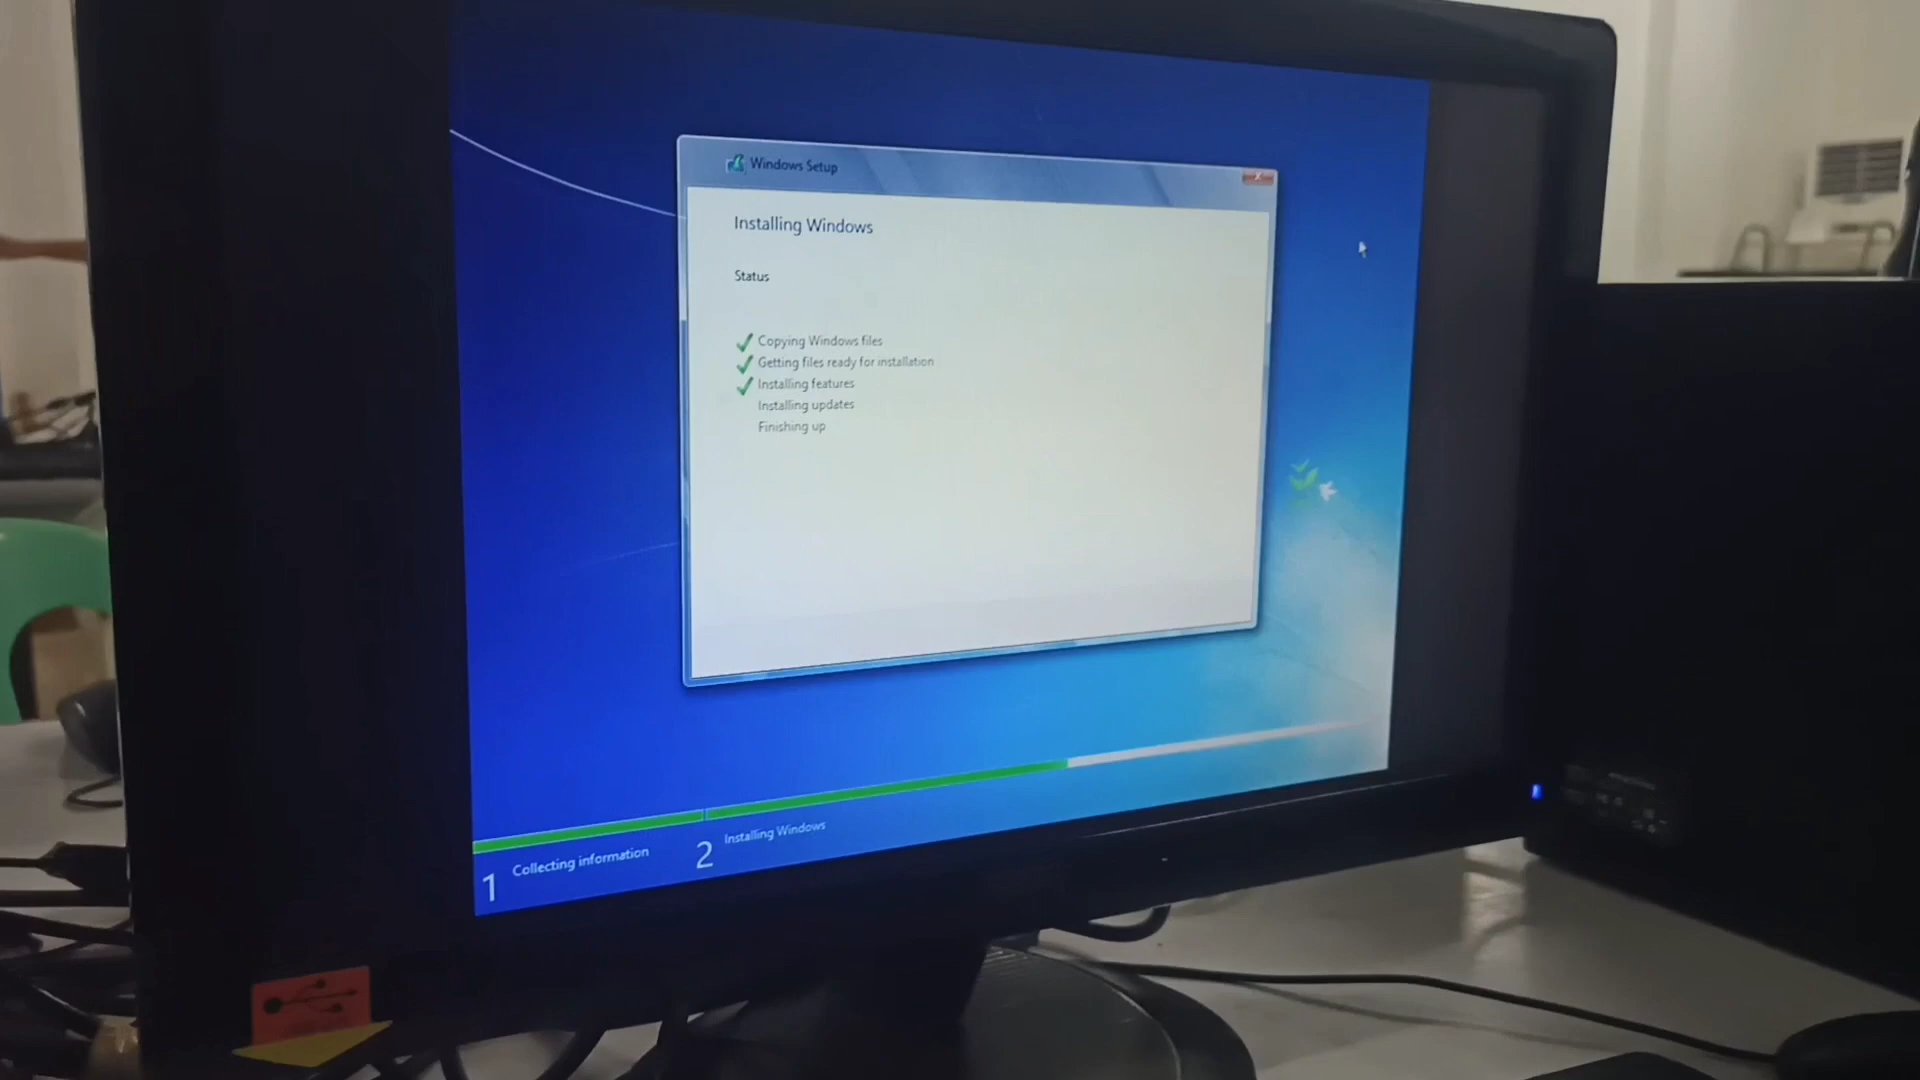 Windows Setup
Installing Windows
Status
Copying Windows files
Getting files ready for installation
Installing features
Installing updates
Finishing up
1 Collecting information
2 Installing Windows